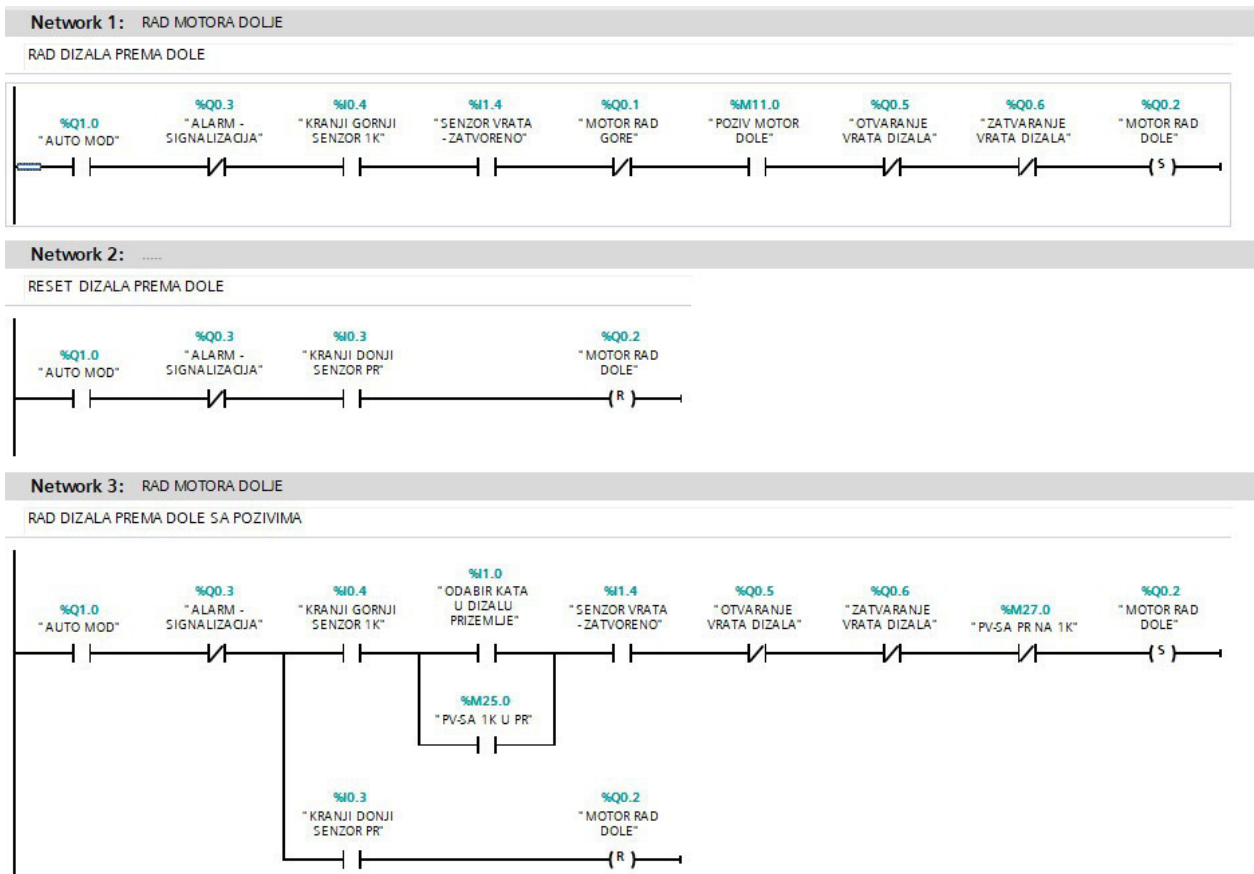 Network 1: RAD MOTORA DOLJE
RAD DIZALA PREMA DOLE
%Q1.0
"AUTO MOD"
%Q0.3
"ALARM -
SIGNALIZACIJA"
%I0.4
"KRANJI GORNJI
SENZOR 1K"
%I1.4
"SENZOR VRATA
-ZATVORENO"
%Q0.1
"MOTOR RAD
GORE"
%M11.0
"POZIV MOTOR
DOLE"
%Q0.5
"OTVARANJE
VRATA DIZALA"
%Q0.6
"ZATVARANJE
VRATA DIZALA"
%Q0.2
"MOTOR RAD
DOLE"
S
Network 2: .....
RESET DIZALA PREMA DOLE
%Q1.0
"AUTO MOD"
%Q0.3
"ALARM -
SIGNALIZACIJA"
%I0.3
"KRANJI DONJI
SENZOR PR"
%Q0.2
"MOTOR RAD
DOLE"
R
Network 3: RAD MOTORA DOLJE
RAD DIZALA PREMA DOLE SA POZIVIMA
%Q1.0
"AUTO MOD"
%Q0.3
"ALARM -
SIGNALIZACIJA"
%I0.4
"KRANJI GORNJI
SENZOR 1K"
%I1.0
"ODABIR KATA
U DIZALU
PRIZEMLJE"
%I1.4
"SENZOR VRATA
-ZATVORENO"
%Q0.5
"OTVARANJE
VRATA DIZALA"
%Q0.6
"ZATVARANJE
VRATA DIZALA"
%M27.0
"PV-SA PR NA 1K"
%Q0.2
"MOTOR RAD
DOLE"
S
%M25.0
"PV-SA 1K U PR"
%I0.3
"KRANJI DONJI
SENZOR PR"
%Q0.2
"MOTOR RAD
DOLE"
R